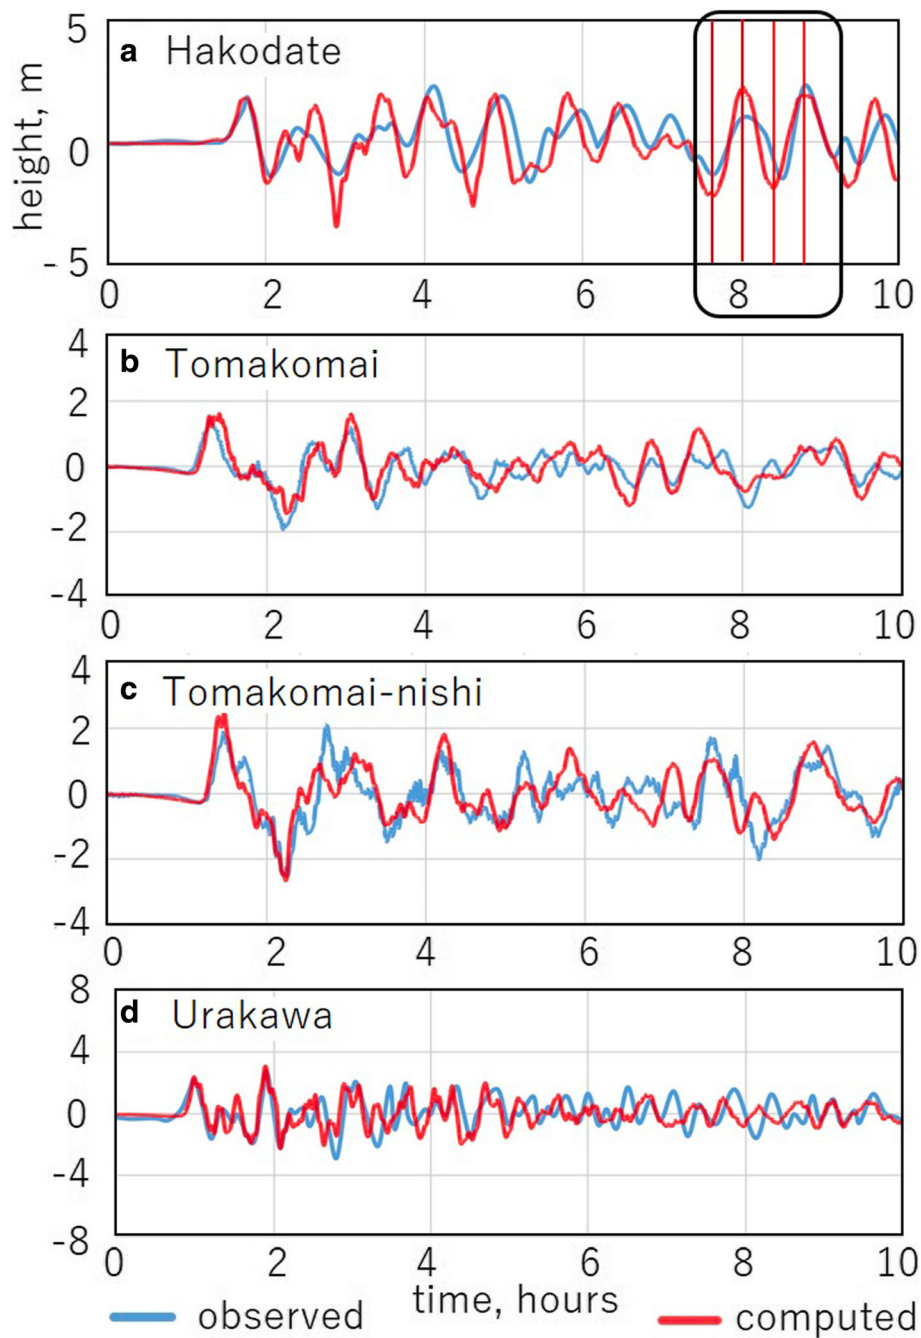 5
a Hakodate
height, m
0
- 5
0 2 4 6 8 10
4
b Tomakomai
2
0
-2
-4
0 2 4 6 8 10
4
c Tomakomai-nishi
2
0
-2
-4
0 2 4 6 8 10
8
d Urakawa
4
0
-4
-8
0 2 4 6 8 10
time, hours
observed computed